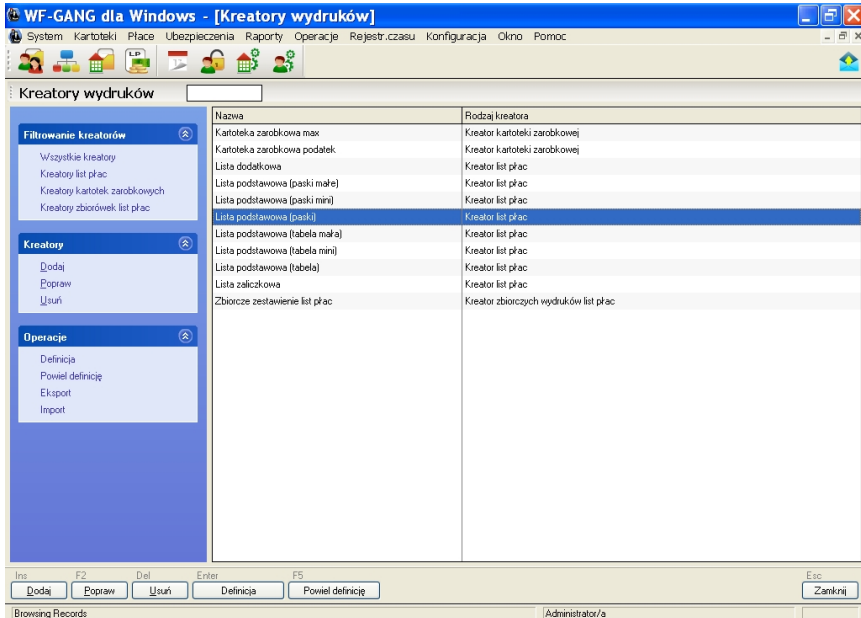 WF-GANG dla Windows - [Kreatory wydruków]
System Kartoteki Płace Ubezpieczenia Raporty Operacje Rejestr.czasu Konfiguracja Okno Pomoc
LP
Kreatory wydruków
Nazwa Rodzaj kreatora
Filtrowanie kreatorów
Wszystkie kreatory
Kreatory list płac
Kreatory kartotek zarobkowych
Kreatory zbiorówek list płac
Kreatory
Dodaj
Popraw
Usuń
Operacje
Definicja
Powiel definicję
Eksport
Import
Kartoteka zarobkowa max Kreator kartoteki zarobkowej
Kartoteka zarobkowa podatek Kreator kartoteki zarobkowej
Lista dodatkowa Kreator list płac
Lista podstawowa (paski małe) Kreator list płac
Lista podstawowa (paski mini) Kreator list płac
Lista podstawowa (paski) Kreator list płac
Lista podstawowa (tabela mała) Kreator list płac
Lista podstawowa (tabela mini) Kreator list płac
Lista podstawowa (tabela) Kreator list płac
Lista zaliczkowa Kreator list płac
Zbiorcze zestawienie list płac Kreator zbiorczych wydruków list płac
Ins F2 Del Enter F5 Esc
Dodaj Popraw Usuń Definicja Powiel definicję Zamknij
Browsing Records Administrator/a